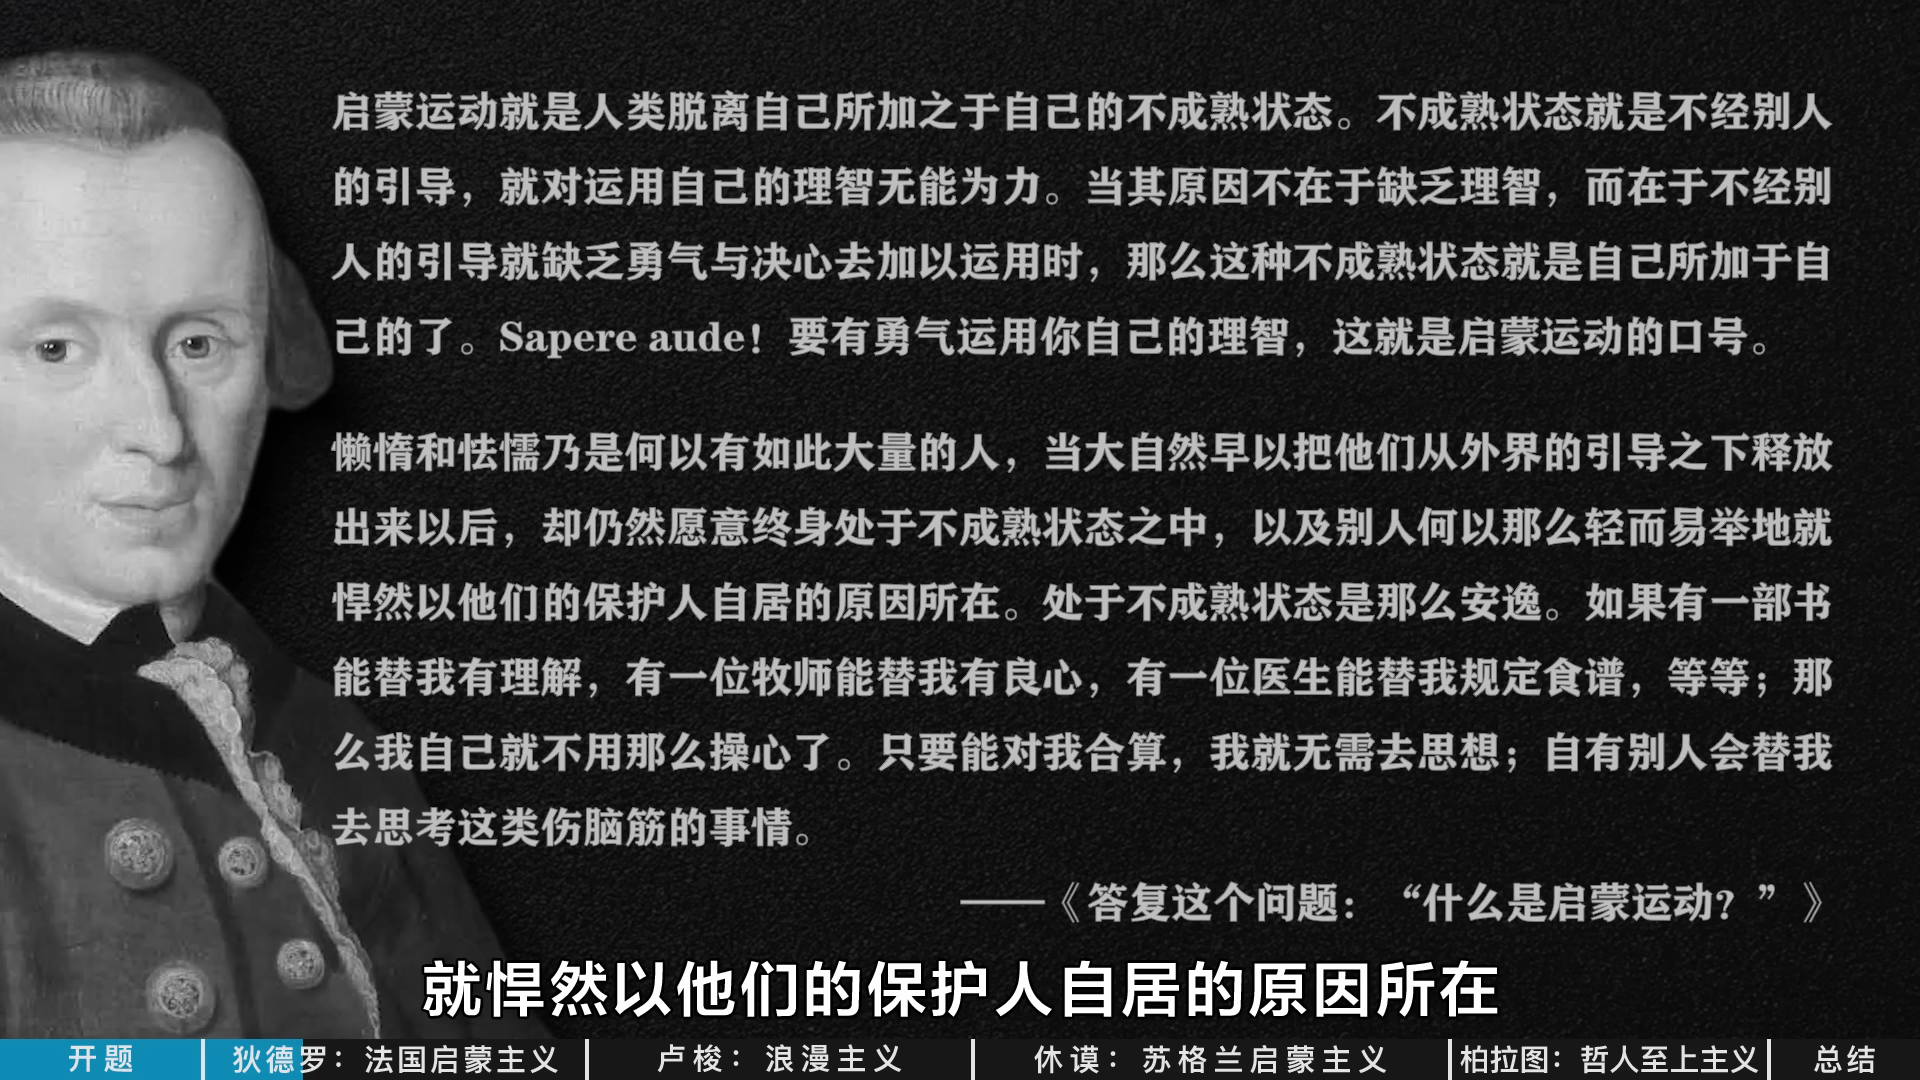 启蒙运动就是人类脱离自己所加之于自己的不成熟状态。不成熟状态就是不经别人
的引导，就对运用自己的理智无能为力。当其原因不在于缺乏理智，而在于不经别
人的引导就缺乏勇气与决心去加以运用时，那么这种不成熟状态就是自己所加于自
己的了。Sapere aude！要有勇气运用你自己的理智，这就是启蒙运动的口号。
懒惰和怯懦乃是何以有如此大量的人，当大自然早以把他们从外界的引导之下释放
出来以后，却仍然愿意终身处于不成熟状态之中，以及别人何以那么轻而易举地就
悍然以他们的保护人自居的原因所在。处于不成熟状态是那么安逸。如果有一部书
能替我有理解，有一位牧师能替我有良心，有一位医生能替我规定食谱，等等；那
么我自己就不用那么操心了。只要能对我合算，我就无需去思想；自有别人会替我
去思考这类伤脑筋的事情。
——《答复这个问题：“什么是启蒙运动？”》
就悍然以他们的保护人自居的原因所在
开题
狄德罗：法国启蒙主义
卢梭：浪漫主义
休谟：苏格兰启蒙主义
柏拉图：哲人至上主义
总结